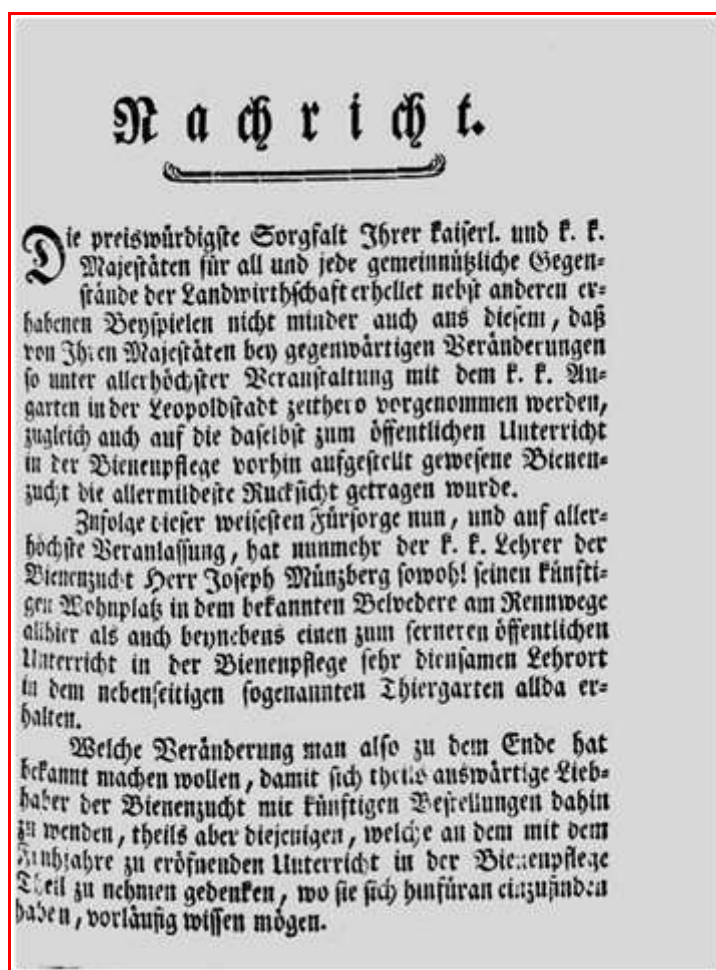 Nachricht.
Die preiswürdigste Sorgfalt Ihrer kaiserl. und k. k.
Majestäten für all und jede gemeinnützliche Gegen=
stände der Landwirthschaft erhellet nebst anderen er=
habenen Beyspielen nicht minder auch aus diesem, daß
von Ihren Majestäten bey gegenwärtigen Veränderungen
so unter allerhöchster Veranstaltung mit dem k. k. Au=
garten in der Leopoldstadt zeithero vorgenommen werden,
zugleich auch auf die daselbst zum öffentlichen Unterricht
in der Bienenpflege vorhin aufgestellt gewesene Bienen=
zucht die allermildeste Rucksicht getragen wurde.
Zufolge dieser weisesten Fürsorge nun, und auf aller=
höchste Veranlassung, hat nunmehr der k. k. Lehrer der
Bienenzucht Herr Joseph Münzberg sowohl seinen künfti=
gen Wohnplatz in dem bekannten Belvedere am Rennwege
allhier als auch beynebens einen zum ferneren öffentlichen
Unterricht in der Bienenpflege sehr diensamen Lehrort
in dem nebenseitigen sogenannten Thiergarten allda er=
halten.
Welche Veränderung man also zu dem Ende hat
bekannt machen wollen, damit sich theils auswärtige Lieb=
haber der Bienenzucht mit künftigen Bestellungen dahin
zu wenden, theils aber diejenigen, welche an dem mit dem
Fruhjahre zu eröfnenden Unterricht in der Bienenpflege
Theil zu nehmen gedenken, wo sie sich hinfüran einzufinden
haben, vorläufig wissen mögen.